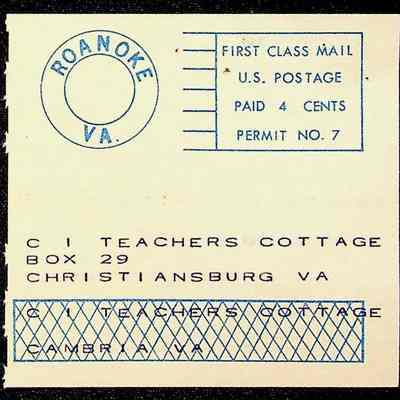 ROANOKE
VA.
FIRST CLASS MAIL
U.S. POSTAGE
PAID 4 CENTS
PERMIT NO. 7
C I TEACHERS COTTAGE
BOX 29
CHRISTIANSBURG VA
C I TEACHERS COTTAGE
CAMBRIA VA